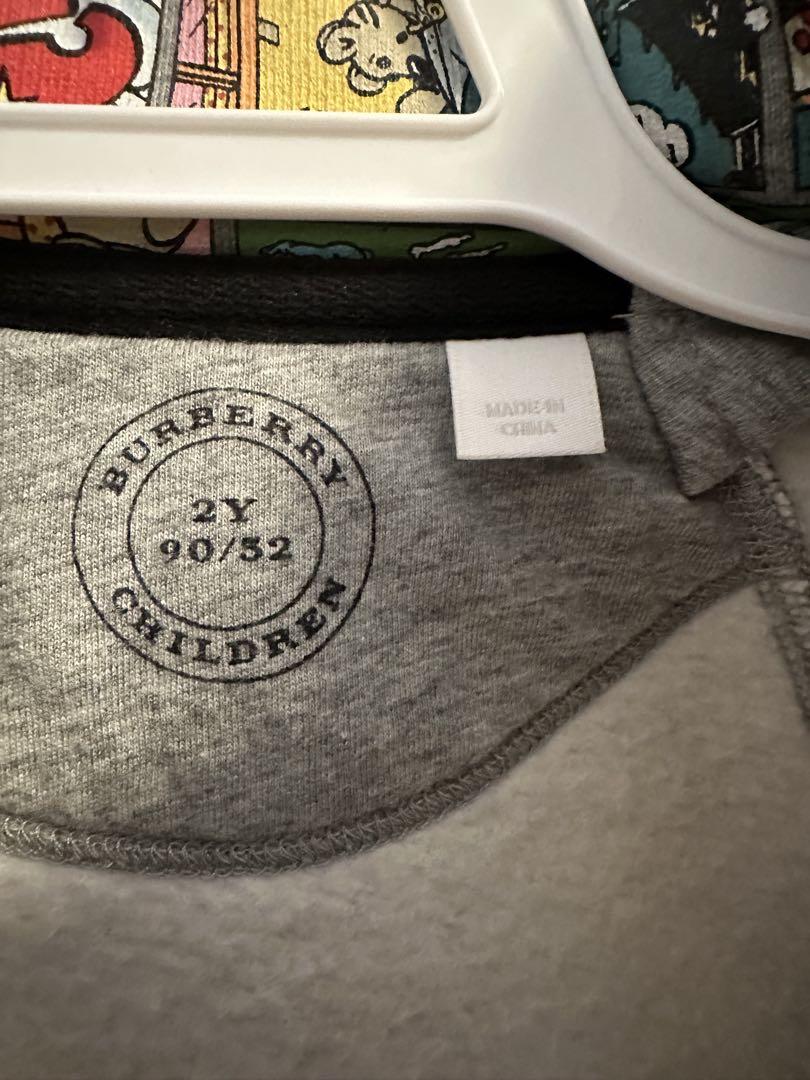 BURBERRY
2Y
90/52
CHILDREN
MADE IN
CHINA